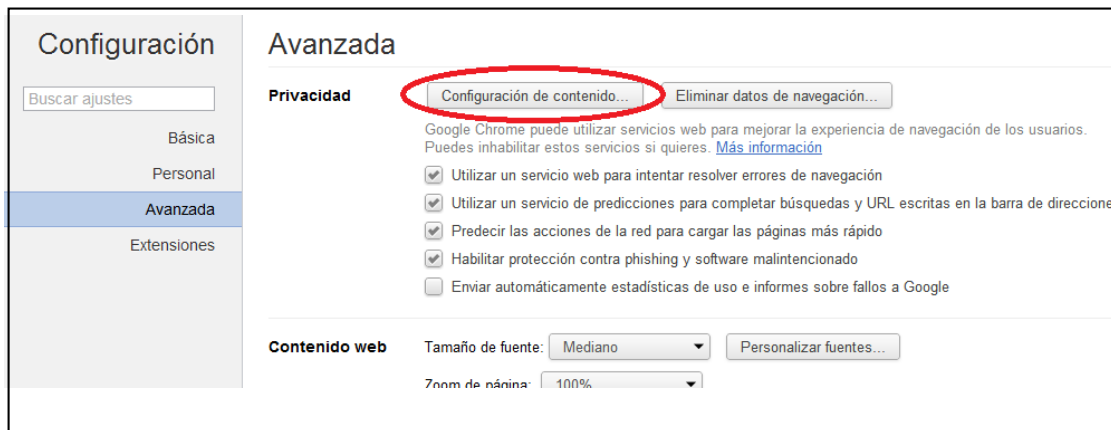 Configuración
Avanzada
Buscar ajustes
Básica
Personal
Avanzada
Extensiones
Privacidad
Configuración de contenido...
Eliminar datos de navegación...
Google Chrome puede utilizar servicios web para mejorar la experiencia de navegación de los usuarios.
Puedes inhabilitar estos servicios si quieres. Más información
Utilizar un servicio web para intentar resolver errores de navegación
Utilizar un servicio de predicciones para completar búsquedas y URL escritas en la barra de direccione
Predecir las acciones de la red para cargar las páginas más rápido
Habilitar protección contra phishing y software malintencionado
Enviar automáticamente estadísticas de uso e informes sobre fallos a Google
Contenido web
Tamaño de fuente: Mediano
Personalizar fuentes...
Zoom de página: 100%